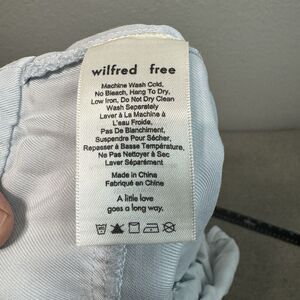 wilfred free
Machine Wash Cold,
No Bleach, Hang To Dry,
Low Iron, Do Not Dry Clean
Wash Separately
Laver À La Machine À
L'eau Froide,
Pas De Blanchiment,
Suspendre Pour Sécher,
Repasser à Basse Température,
Ne Pas Nettoyer à Sec
Laver Séparément
Made in China
Fabriqué en Chine
A little love
goes a long way.